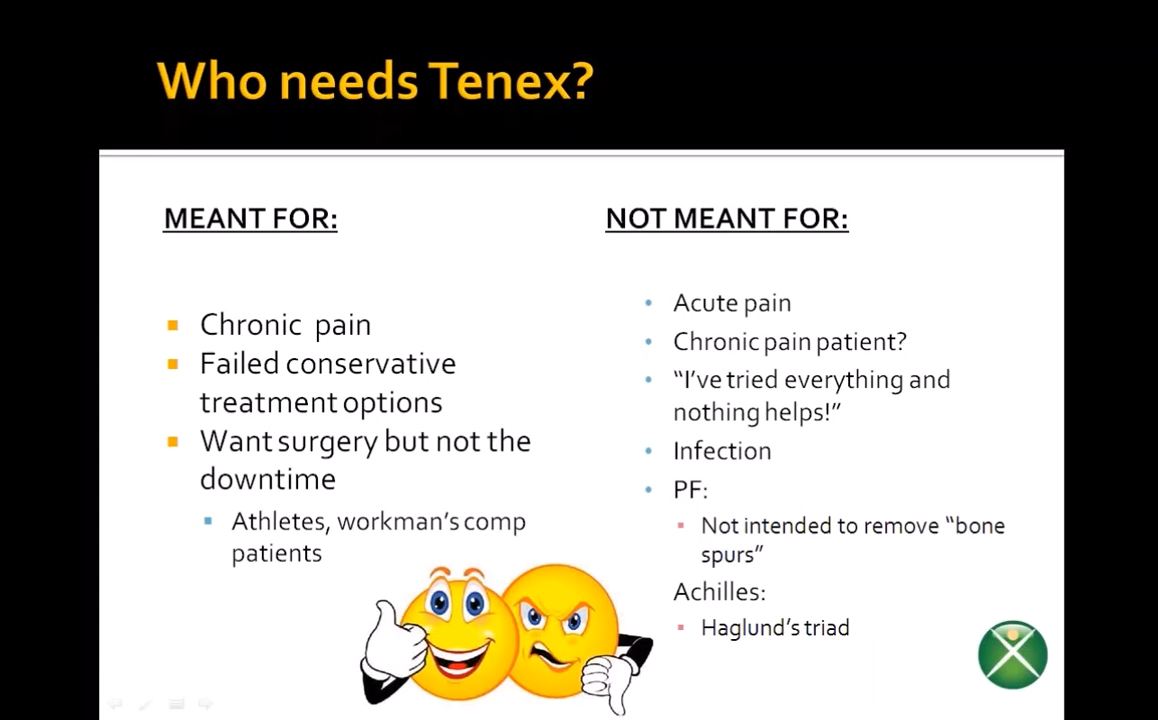 Who needs Tenex?
MEANT FOR:
Chronic pain
Failed conservative
treatment options
Want surgery but not the
downtime
Athletes, workman's comp
patients
NOT MEANT FOR:
Acute pain
Chronic pain patient?
“I've tried everything and
nothing helps!”
Infection
PF:
Not intended to remove “bone
spurs”
Achilles:
Haglund's triad